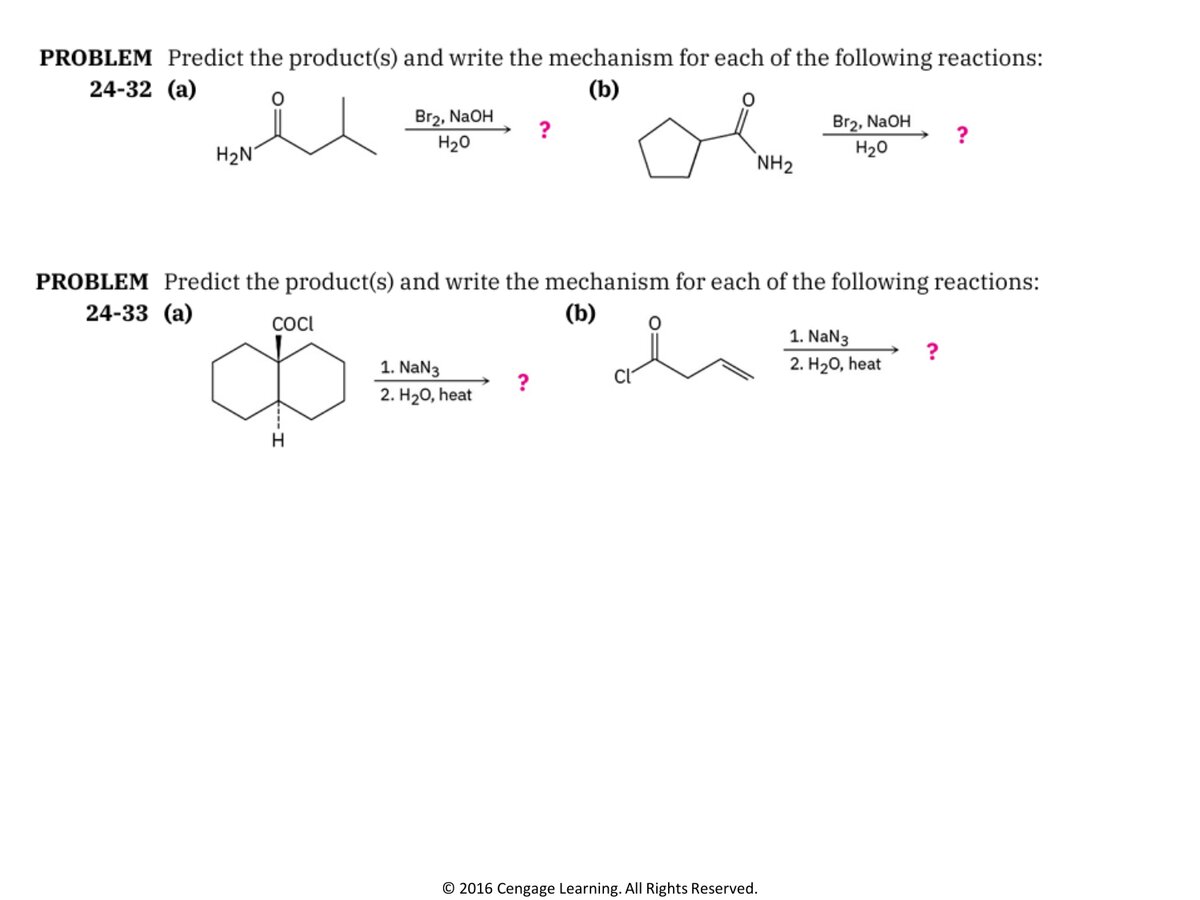 PROBLEM Predict the product(s) and write the mechanism for each of the following reactions:
24-32 (a) (b)
O O
Br2, NaOH ? Br2, NaOH ?
H2O H2O
H2N NH2
PROBLEM Predict the product(s) and write the mechanism for each of the following reactions:
24-33 (a) (b)
COCl O
1. NaN3 ? 1. NaN3 ?
2. H2O, heat 2. H2O, heat
Cl
H
© 2016 Cengage Learning. All Rights Reserved.